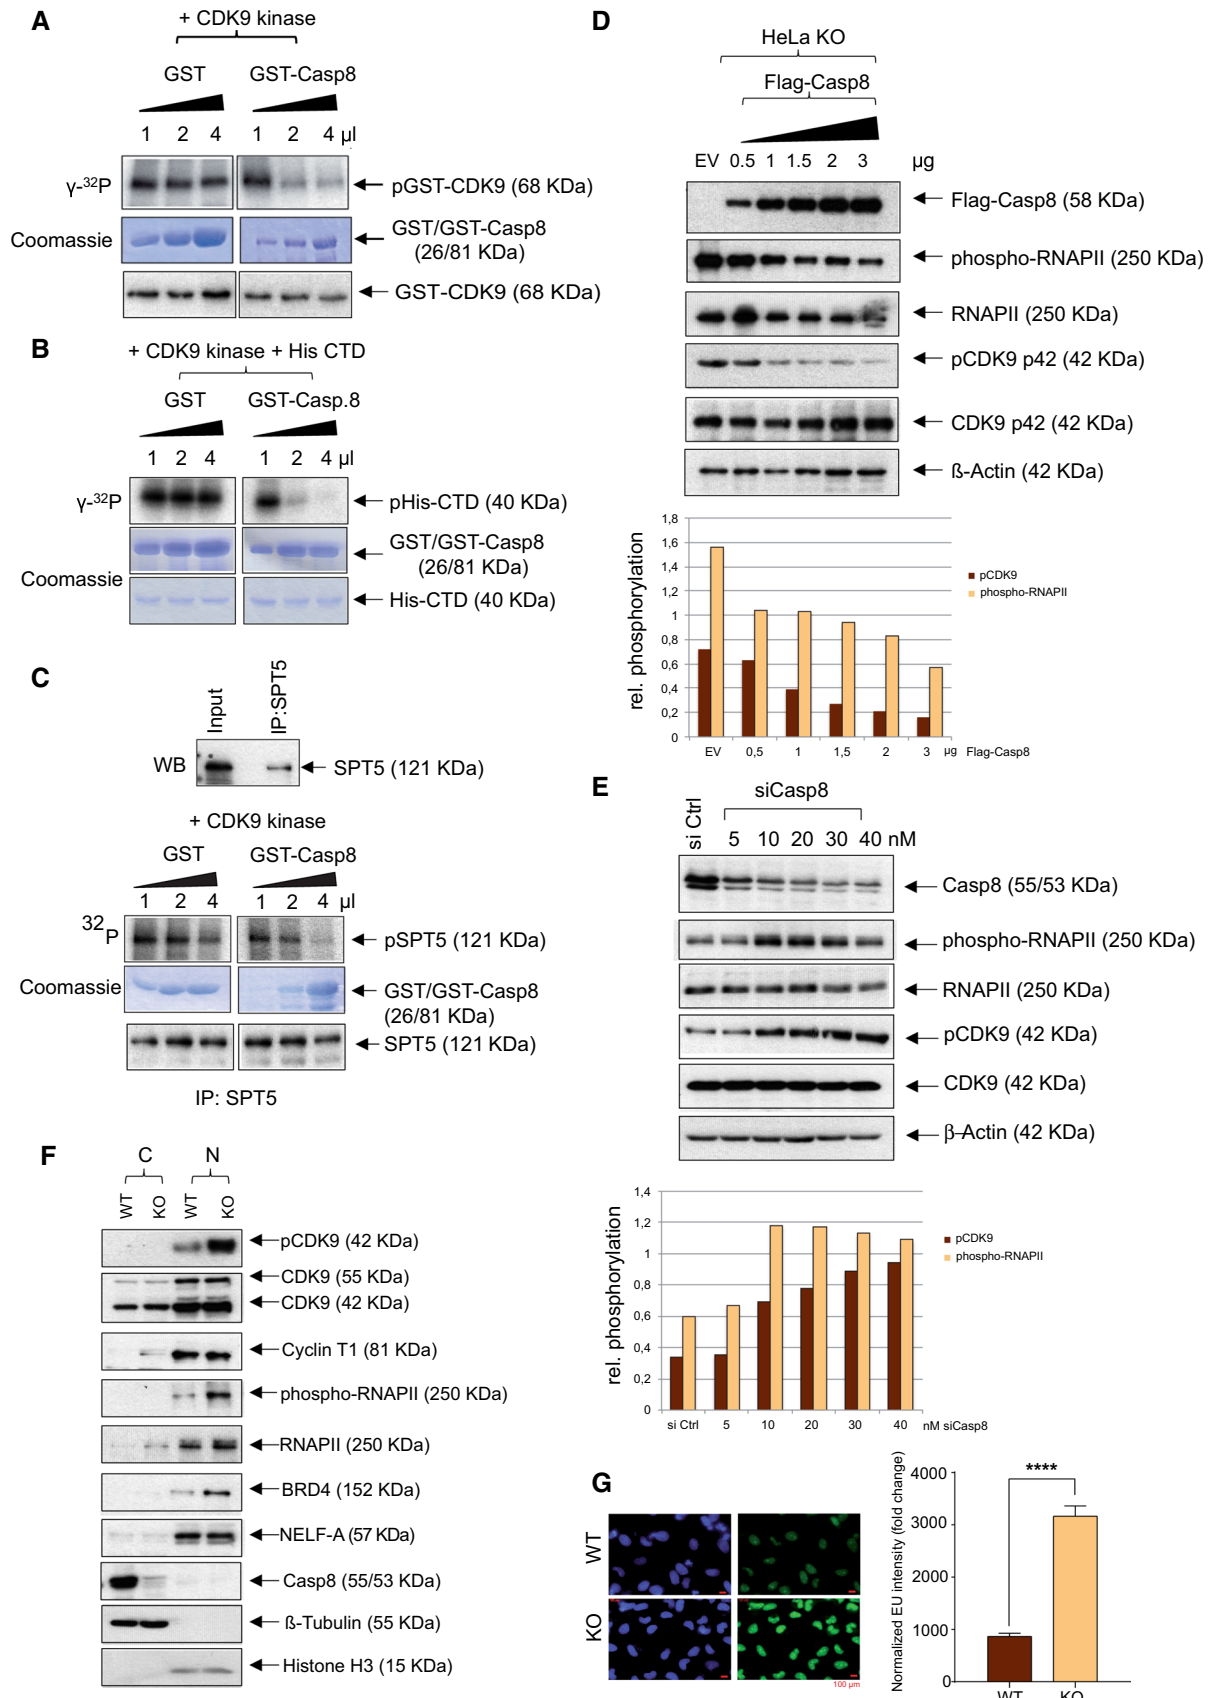 A
+ CDK9 kinase
GST
GST-Casp8
1 2 4 1 2 4 µl
γ-³²P
pGST-CDK9 (68 KDa)
Coomassie
GST/GST-Casp8
(26/81 KDa)
GST-CDK9 (68 KDa)
B
+ CDK9 kinase + His CTD
GST
GST-Casp.8
1 2 4 1 2 4 µl
γ-³²P
pHis-CTD (40 KDa)
GST/GST-Casp8
(26/81 KDa)
Coomassie
His-CTD (40 KDa)
C
Input
IP:SPT5
WB
SPT5 (121 KDa)
+ CDK9 kinase
GST
GST-Casp8
1 2 4 1 2 4 µl
³²P
pSPT5 (121 KDa)
Coomassie
GST/GST-Casp8
(26/81 KDa)
SPT5 (121 KDa)
IP: SPT5
D
HeLa KO
Flag-Casp8
EV 0.5 1 1.5 2 3 µg
Flag-Casp8 (58 KDa)
phospho-RNAPII (250 KDa)
RNAPII (250 KDa)
pCDK9 p42 (42 KDa)
CDK9 p42 (42 KDa)
ß-Actin (42 KDa)
rel. phosphorylation
1,8
1,6
1,4
1,2
1
0,8
0,6
0,4
0,2
0
pCDK9
phospho-RNAPII
EV 0,5 1 1,5 2 3 µg Flag-Casp8
E
si Ctrl
siCasp8
5 10 20 30 40 nM
Casp8 (55/53 KDa)
phospho-RNAPII (250 KDa)
RNAPII (250 KDa)
pCDK9 (42 KDa)
CDK9 (42 KDa)
β-Actin (42 KDa)
rel. phosphorylation
1,4
1,2
1
0,8
0,6
0,4
0,2
0
pCDK9
phospho-RNAPII
si Ctrl 5 10 20 30 40 nM siCasp8
F
C N
WT KO WT KO
pCDK9 (42 KDa)
CDK9 (55 KDa)
CDK9 (42 KDa)
Cyclin T1 (81 KDa)
phospho-RNAPII (250 KDa)
RNAPII (250 KDa)
BRD4 (152 KDa)
NELF-A (57 KDa)
Casp8 (55/53 KDa)
ß-Tubulin (55 KDa)
Histone H3 (15 KDa)
G
WT
KO
100 µm
Normalized EU intensity (fold change)
4000
3000
2000
1000
0
****
WT KO